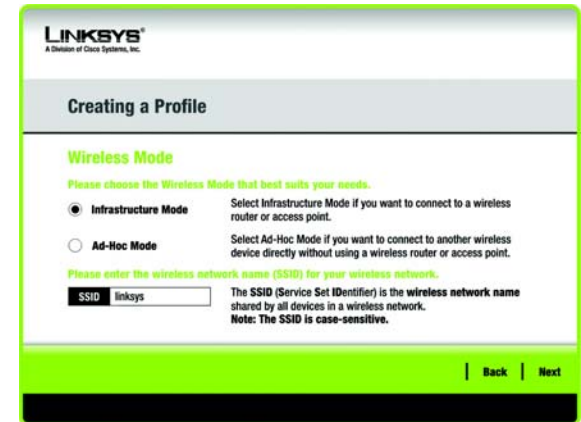 LINKSYS®
A Division of Cisco Systems, Inc.
Creating a Profile
Wireless Mode
Please choose the Wireless Mode that best suits your needs.
Infrastructure Mode
Select Infrastructure Mode if you want to connect to a wireless
router or access point.
Ad-Hoc Mode
Select Ad-Hoc Mode if you want to connect to another wireless
device directly without using a wireless router or access point.
Please enter the wireless network name (SSID) for your wireless network.
SSID linksys
The SSID (Service Set IDentifier) is the wireless network name
shared by all devices in a wireless network.
Note: The SSID is case-sensitive.
Back Next